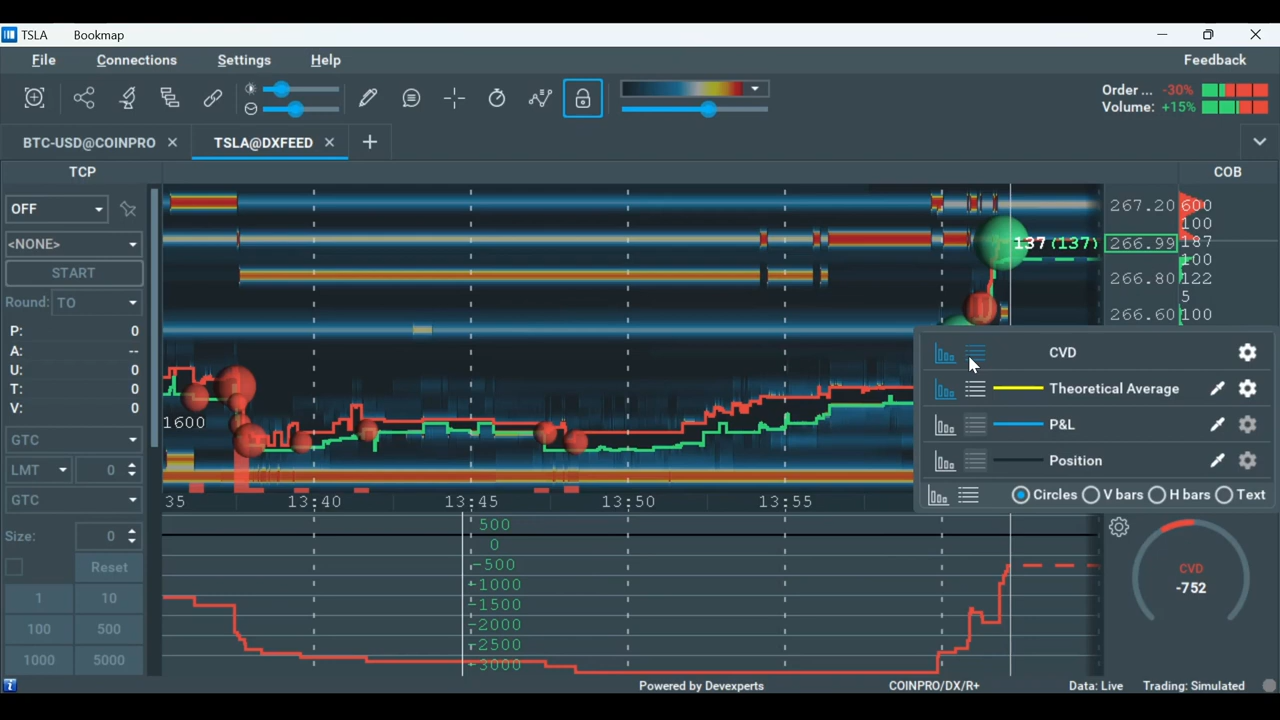 TSLA Bookmap
File Connections Settings Help Feedback
Order ... -30%
Volume: +15%
BTC-USD@COINPRO TSLA@DXFEED
TCP COB
OFF
<NONE>
START
Round: TO
P: 0
A: --
U: 0
T: 0
V: 0
GTC
LMT 0
GTC
Size: 0
Reset
1 10
100 500
1000 5000
1600
137 (137)
267.20 600
100
266.99 187
100
266.80 122
5
266.60 100
CVD
Theoretical Average
P&L
Position
Circles V bars H bars Text
35 13:40 13:45 13:50 13:55
500
0
-500
-1000
-1500
-2000
-2500
-3000
CVD
-752
Powered by Devexperts COINPRO/DX/R+ Data: Live Trading: Simulated